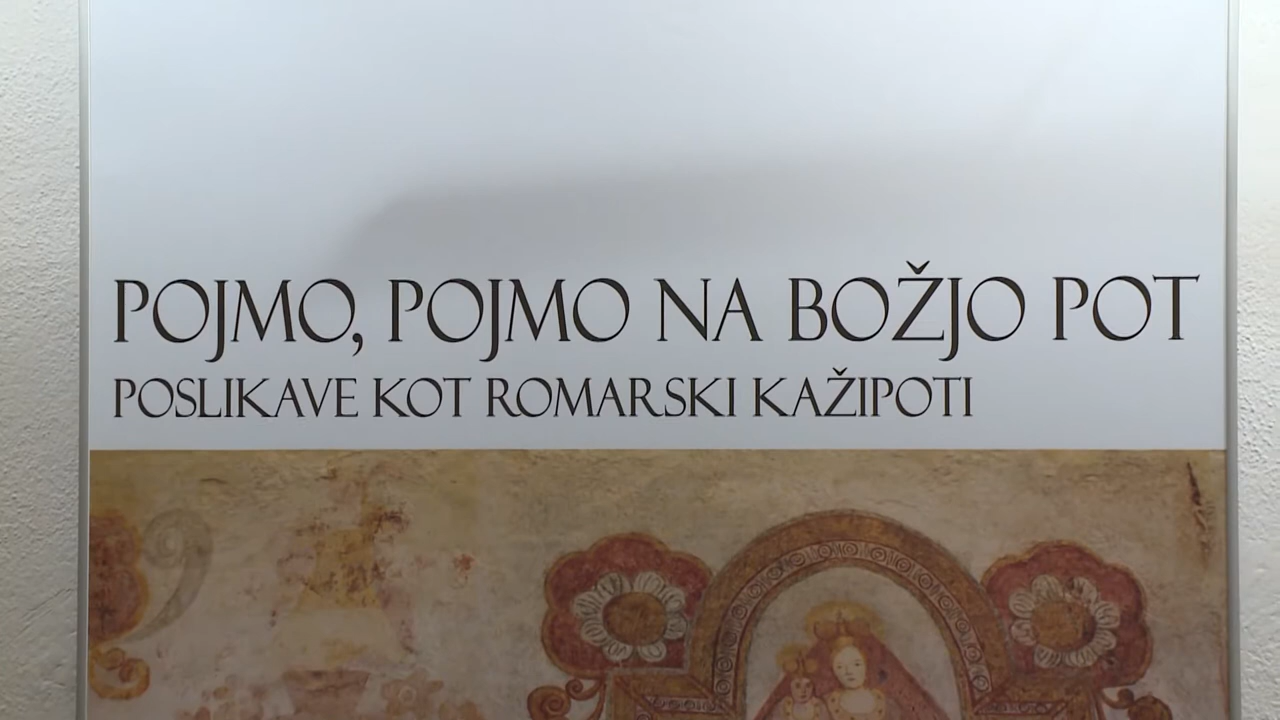 POJMO, POJMO NA BOŽJO POT
POSLIKAVE KOT ROMARSKI KAŽIPOTI